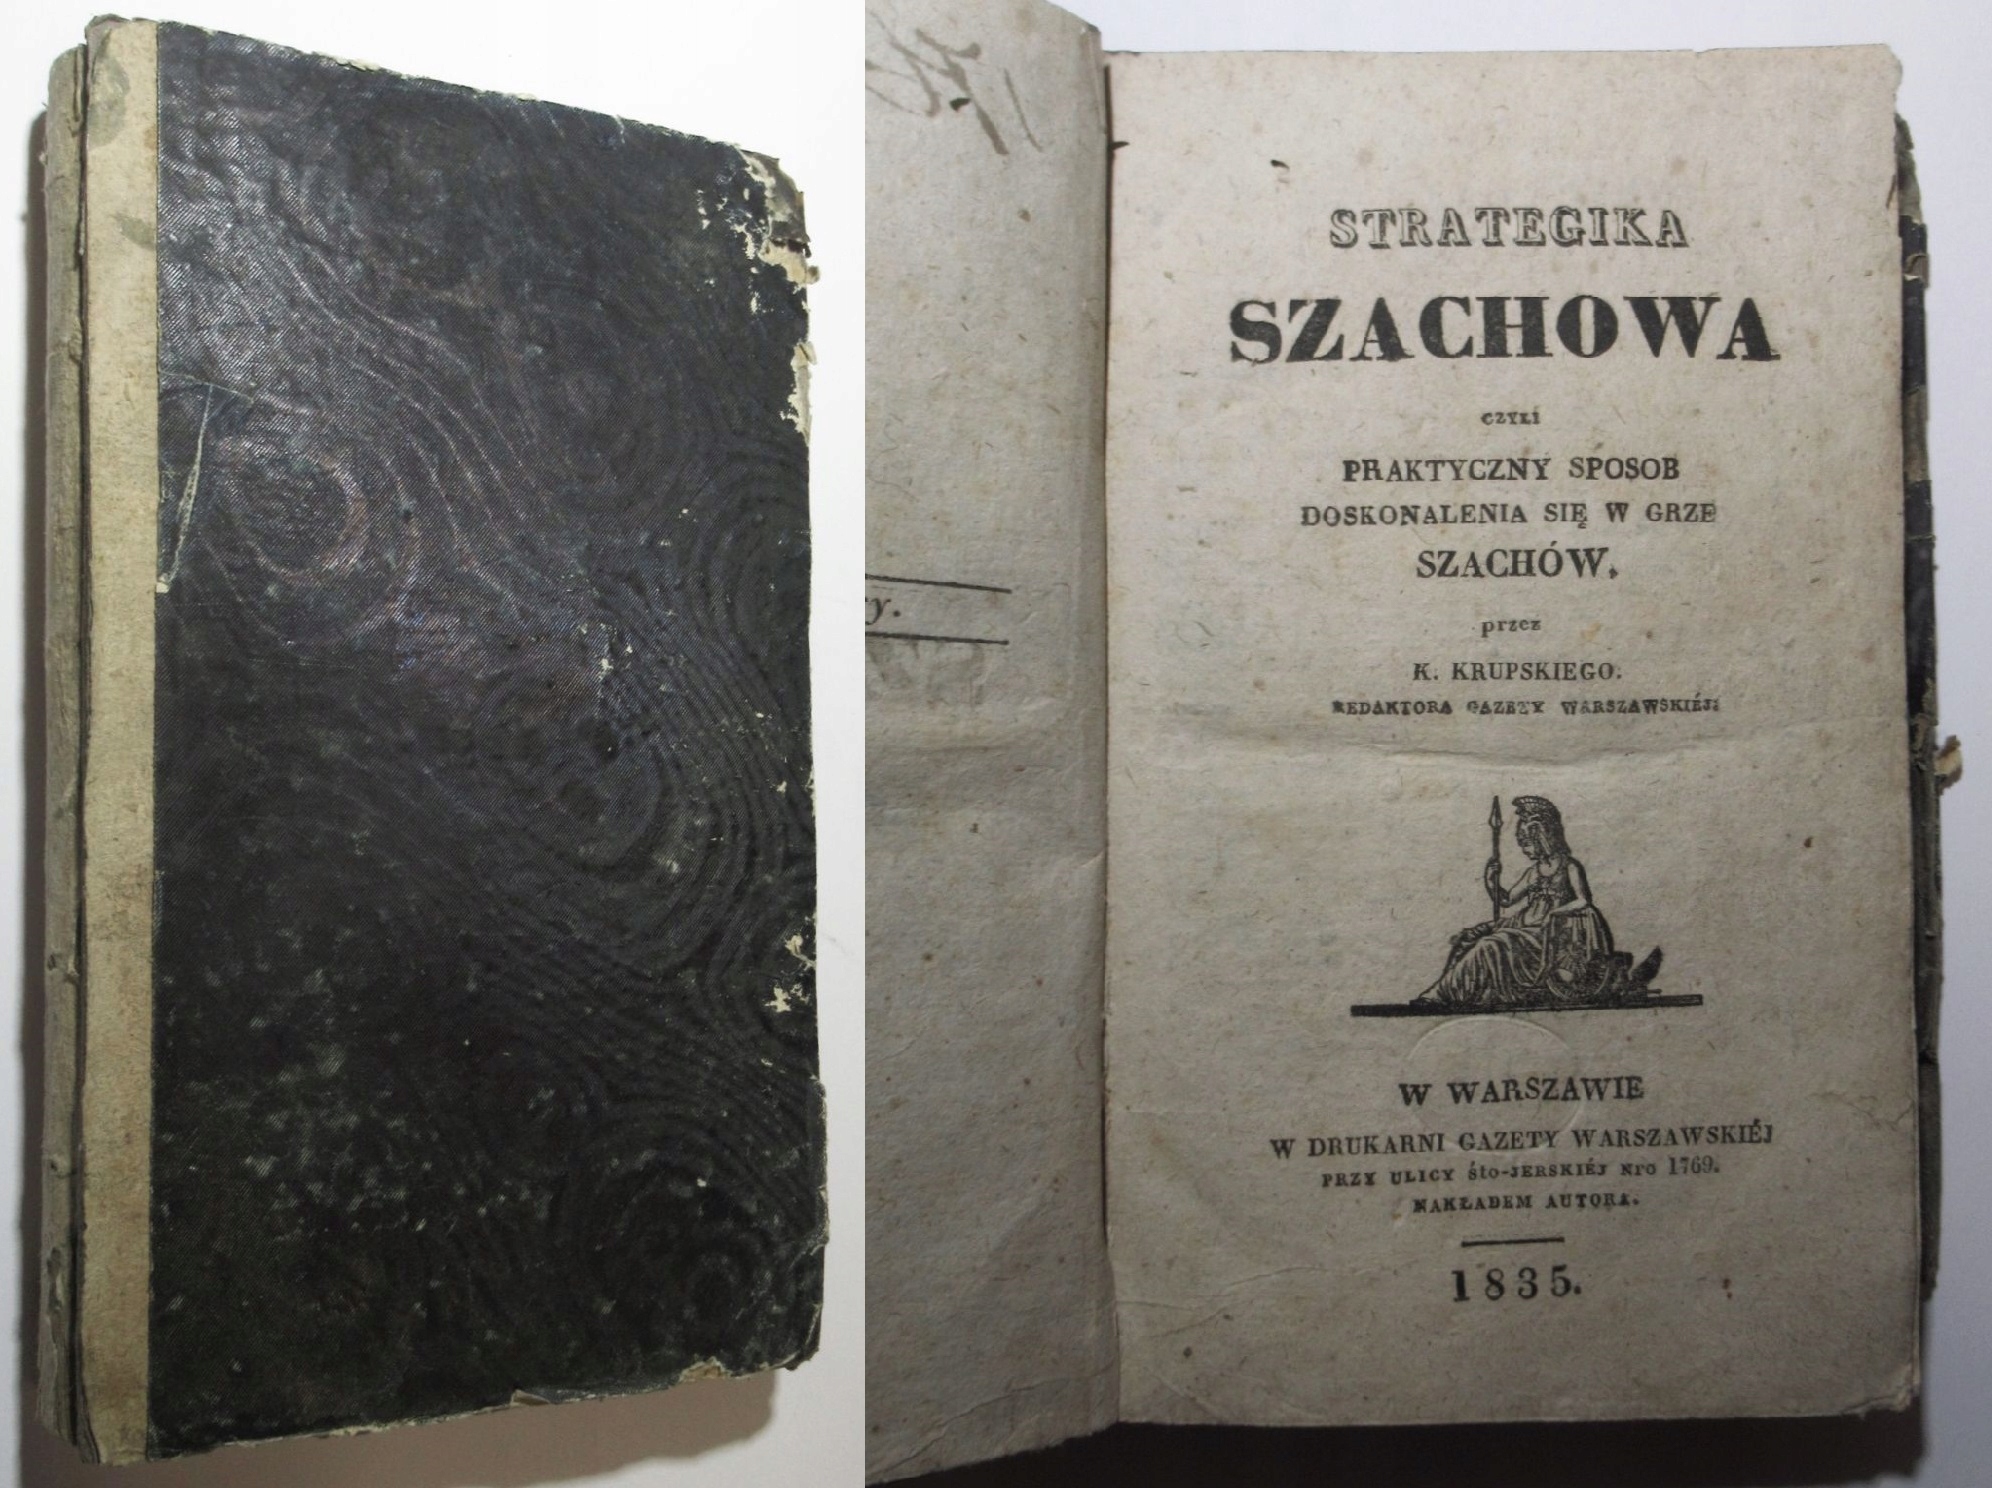 STRATEGIKA
SZACHOWA
CZYLI
PRAKTYCZNY SPOSOB
DOSKONALENIA SIĘ W GRZE
SZACHÓW,
przez
K. KRUPSKIEGO.
REDAKTORA GAZETY WARSZAWSKIÉJ:
W WARSZAWIE
W DRUKARNI GAZETY WARSZAWSKIÉJ
PRZY ULICY śto-JERSKIÉJ Nro 1769.
NAKŁADEM AUTORA.
1835.